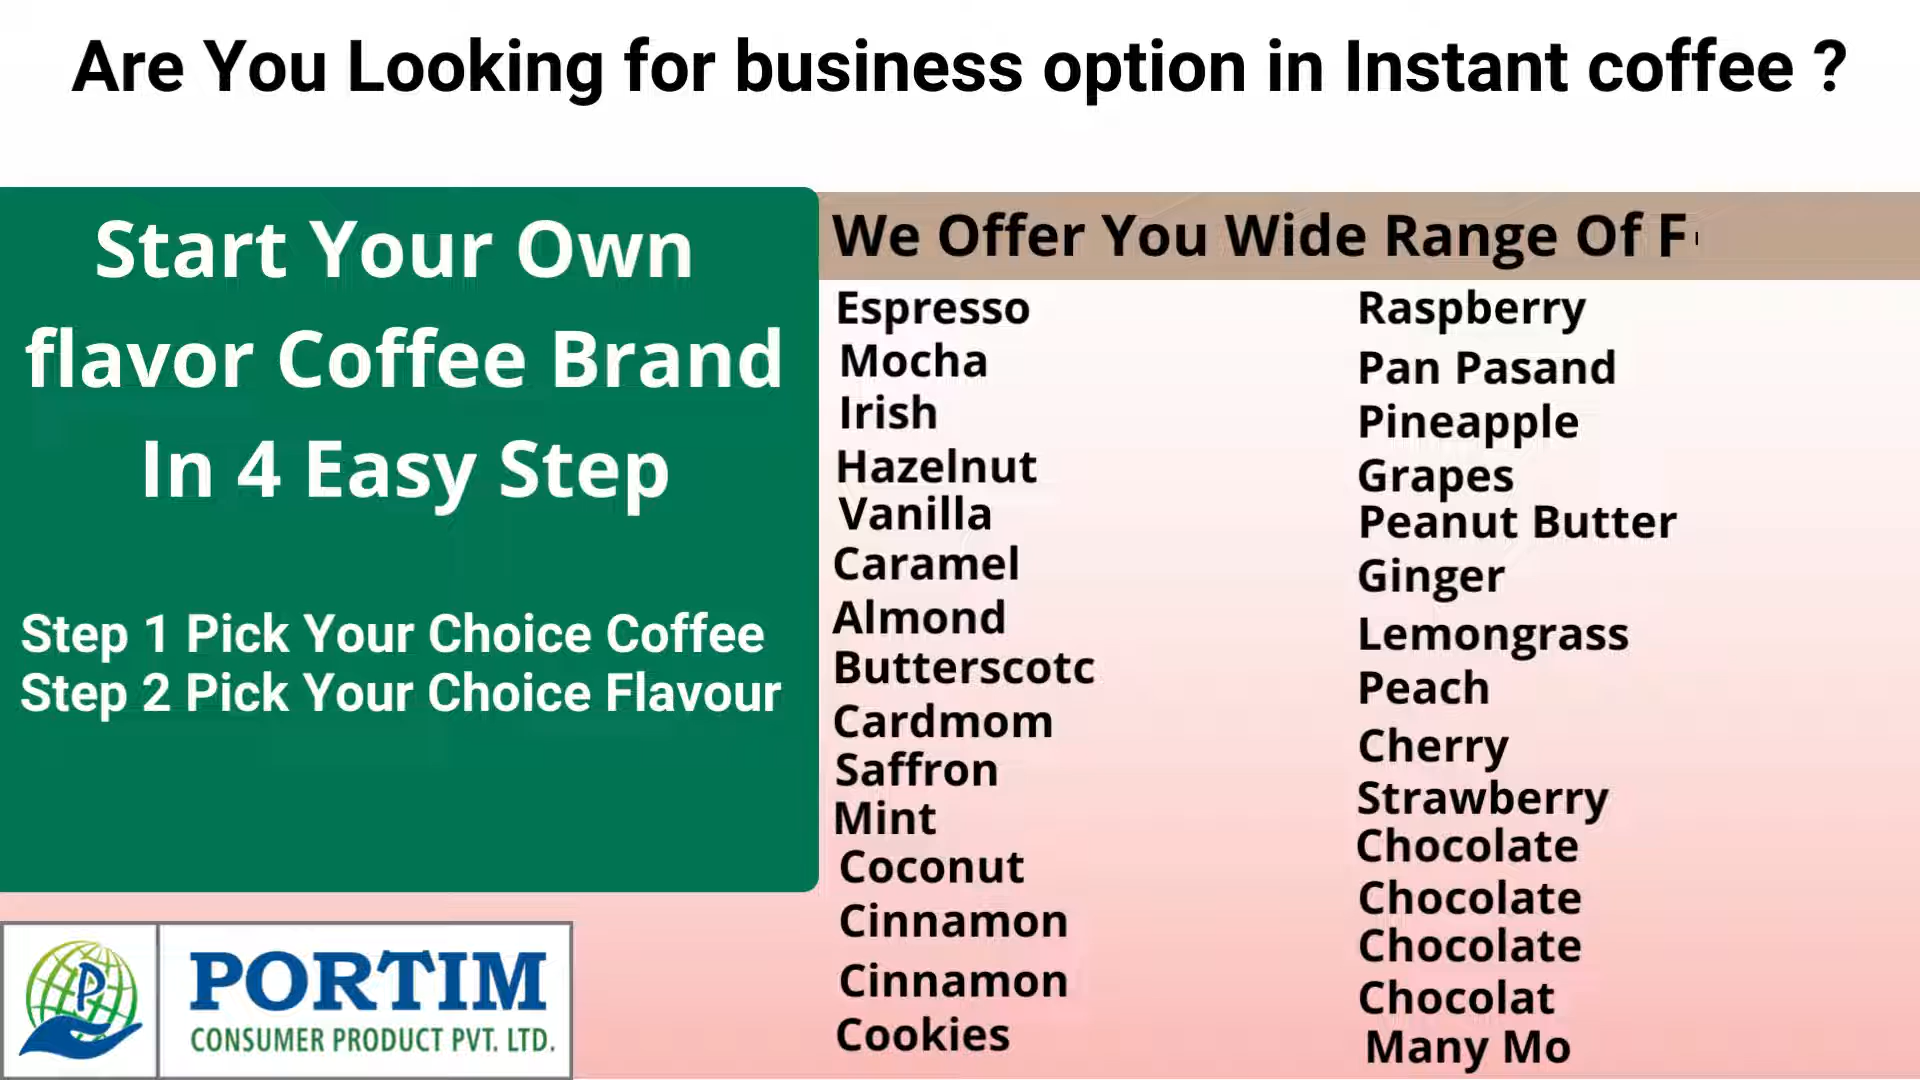 Are You Looking for business option in Instant coffee ?
Start Your Own
flavor Coffee Brand
In 4 Easy Step
Step 1 Pick Your Choice Coffee
Step 2 Pick Your Choice Flavour
We Offer You Wide Range Of F
Espresso
Mocha
Irish
Hazelnut
Vanilla
Caramel
Almond
Butterscotc
Cardmom
Saffron
Mint
Coconut
Cinnamon
Cinnamon
Cookies
Raspberry
Pan Pasand
Pineapple
Grapes
Peanut Butter
Ginger
Lemongrass
Peach
Cherry
Strawberry
Chocolate
Chocolate
Chocolate
Chocolat
Many Mo
P
PORTIM
CONSUMER PRODUCT PVT. LTD.